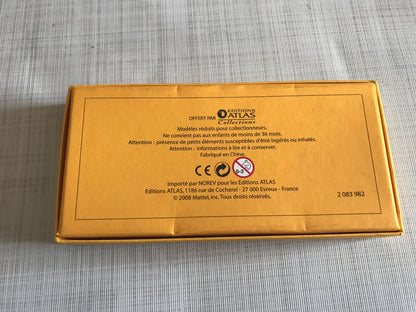 OFFERT PAR EDITIONS ATLAS Collections
Modèles réduits pour collectionneurs.
Ne convient pas aux enfants de moins de 36 mois.
Attention : présence de petits éléments susceptibles d'être ingérés ou inhalés.
Attention : informations à lire et à conserver.
Fabriqué en Chine.
CE 0-3
Importé par NOREV pour les Editions ATLAS
Editions ATLAS, 1186 rue de Cocherel - 27 000 Evreux - France
© 2008 Mattel, Inc. Tous droits réservés.
2 083 982